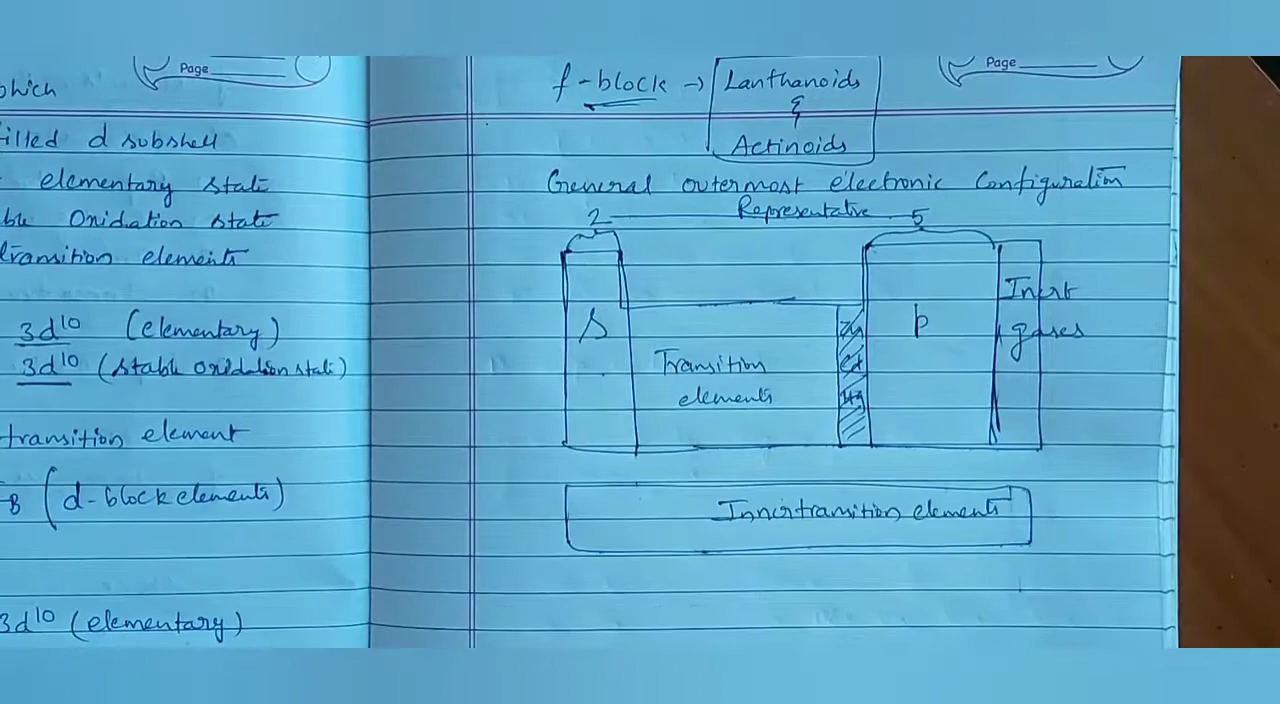 Page
which
filled d subshell
elementary state
ble Oxidation state
transition elements
3d10 (elementary)
3d10 (stable oxidation state)
transition element
B (d-block elements)
3d10 (elementary)
Page
f-block → Lanthanoids
&
Actinoids
General outermost electronic Configuration
2 Representative 5
s
p
Inert
gases
Transition
elements
Zn
Cd
Hg
Innertransition elements